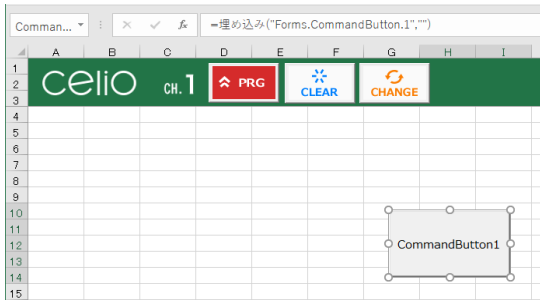 Comman...
fx
=埋め込み("Forms.CommandButton.1","")
A B C D E F G H I
1
2
3
celio CH.1 PRG CLEAR CHANGE
4
5
6
7
8
9
10
11
12
CommandButton1
13
14
15